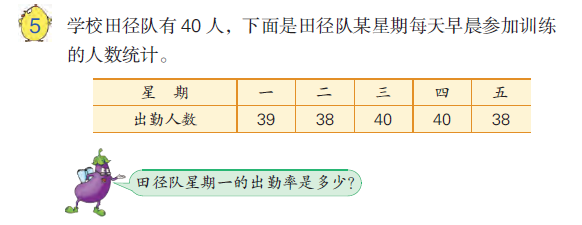 5 学校田径队有 40 人，下面是田径队某星期每天早晨参加训练
的人数统计。
星期 一 二 三 四 五
出勤人数 39 38 40 40 38
田径队星期一的出勤率是多少?